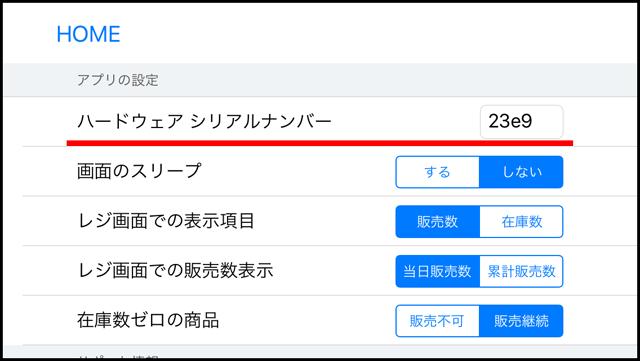 HOME
アプリの設定
ハードウェア シリアルナンバー 23e9
画面のスリープ する しない
レジ画面での表示項目 販売数 在庫数
レジ画面での販売数表示 当日販売数 累計販売数
在庫数ゼロの商品 販売不可 販売継続